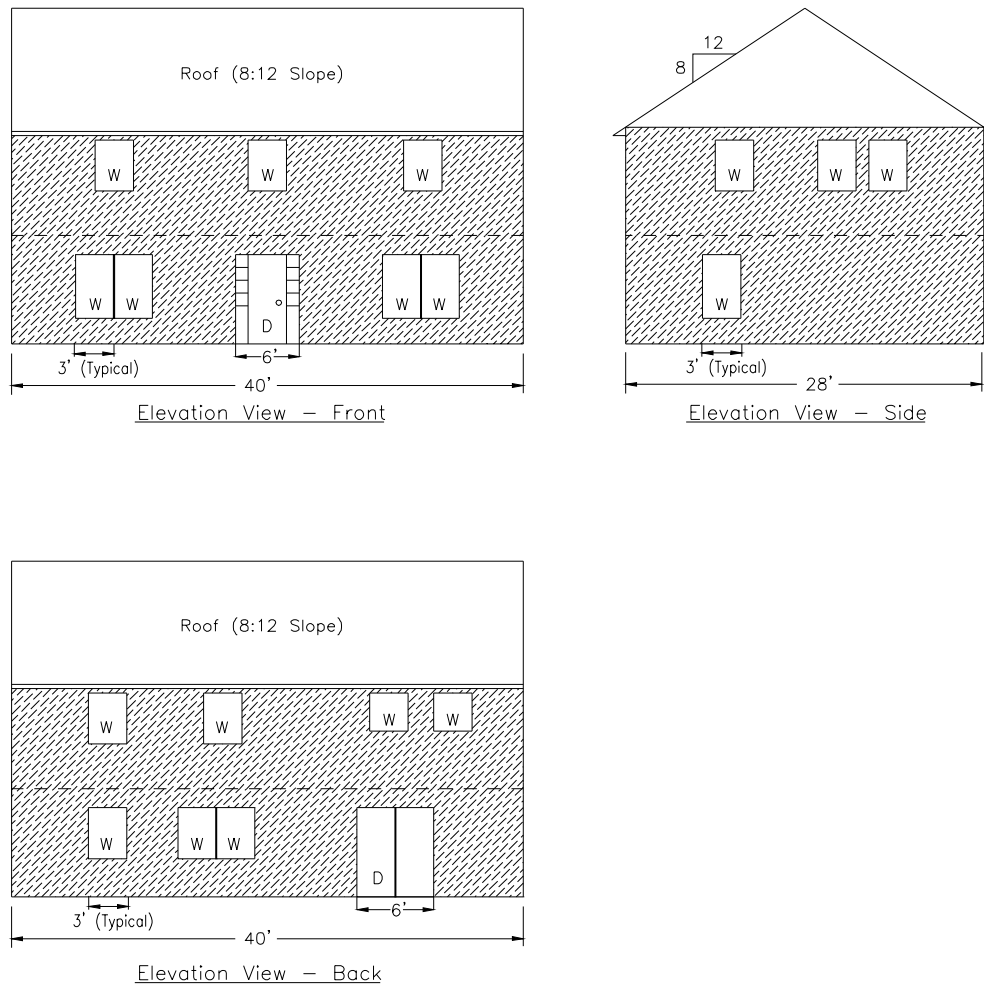 Roof (8:12 Slope)
W W W
W W D W W
3' (Typical) 6'
40'
Elevation View – Front
12
8
W W W
W
3' (Typical)
28'
Elevation View – Side
Roof (8:12 Slope)
W W W W
W W W D
3' (Typical) 6'
40'
Elevation View – Back